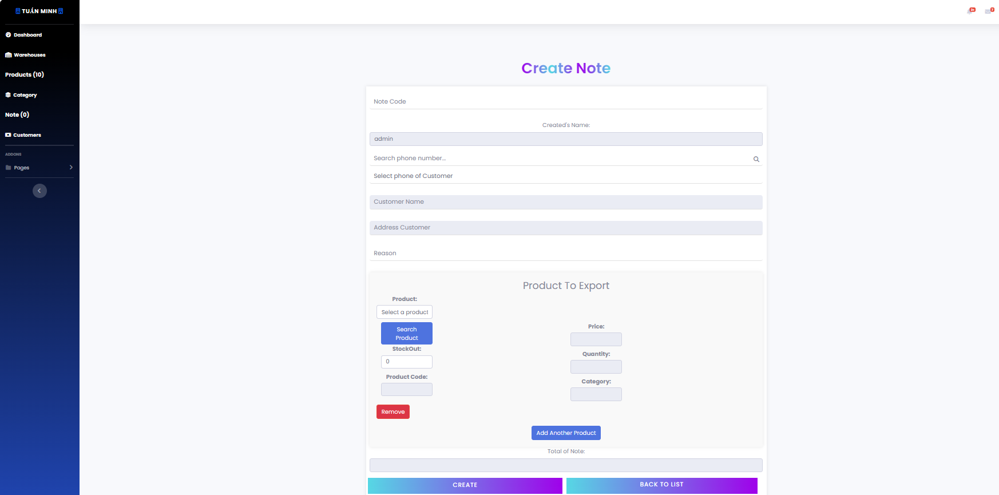 TUẤN MINH
3+
7
Dashboard
Warehouses
Products (10)
Category
Note (0)
Customers
ADDONS
Pages
Create Note
Note Code
Created's Name:
admin
Search phone number...
Select phone of Customer
Customer Name
Address Customer
Reason
Product To Export
Product:
Select a product
Search
Product
StockOut:
0
Product Code:
Price:
Quantity:
Category:
Remove
Add Another Product
Total of Note:
CREATE
BACK TO LIST